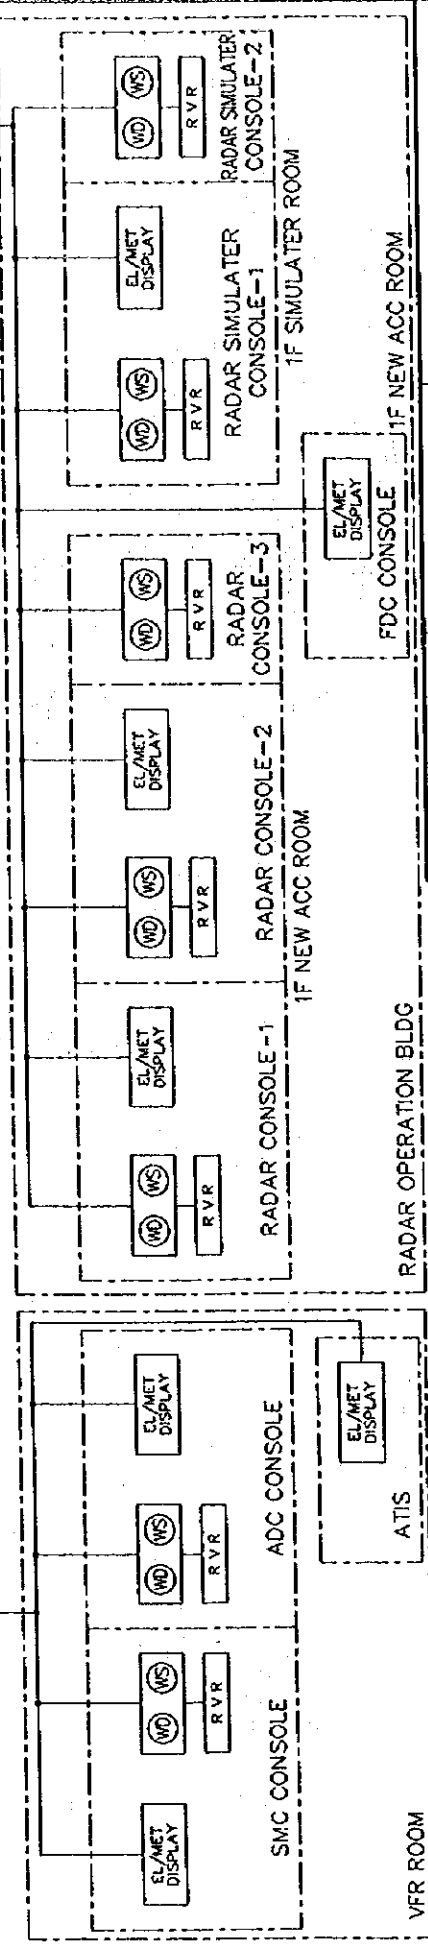 EL/MET
DISPLAY
WD WS
RVR
SMC CONSOLE
WD WS
RVR
EL/MET
DISPLAY
ADC CONSOLE
EL/MET
DISPLAY
ATIS
VFR ROOM
WD WS
RVR
EL/MET
DISPLAY
RADAR CONSOLE-1
WD WS
RVR
EL/MET
DISPLAY
RADAR CONSOLE-2
WD WS
RVR
RADAR
CONSOLE-3
1F NEW ACC ROOM
WD WS
RVR
EL/MET
DISPLAY
RADAR SIMULATER
CONSOLE-1
WD WS
RVR
RADAR SIMULATER
CONSOLE-2
1F SIMULATER ROOM
EL/MET
DISPLAY
FDC CONSOLE
1F NEW ACC ROOM
RADAR OPERATION BLDG